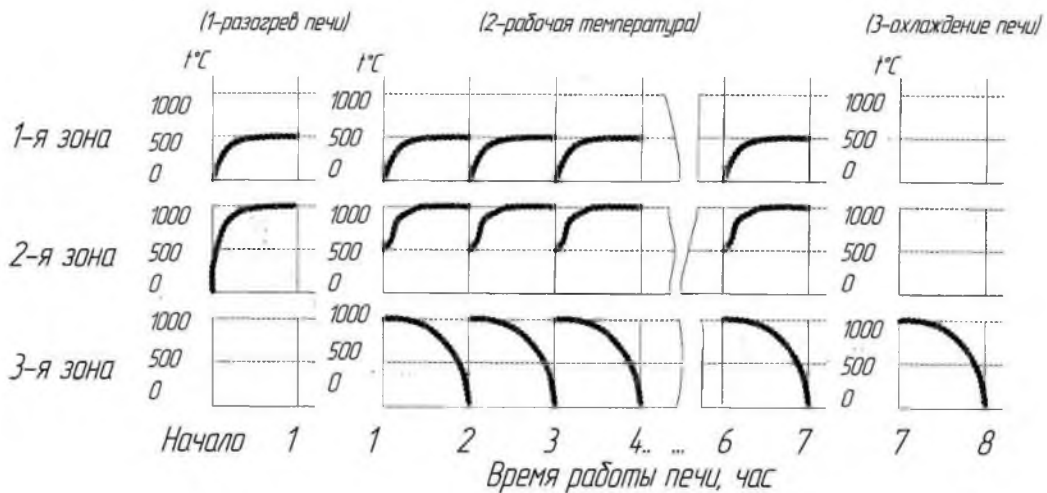 (1-разогрев печи) (2-рабочая температура) (3-охлаждение печи)
t°C t°C t°C
1-я зона 1000 1000 1000
500 500 500
0 0 0
2-я зона 1000 1000 1000
500 500 500
0 0 0
3-я зона 1000 1000 1000
500 500 500
0 0 0
Начало 1 1 2 3 4.. ... 6 7 7 8
Время работы печи, час